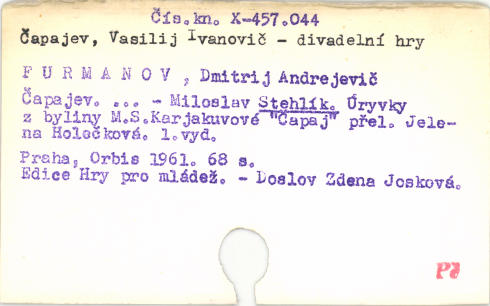 Čís.kn. X-457.044
Čapajev, Vasilij Ivanovič - divadelní hry
FURMANOV, Dmitrij Andrejevič
Čapajev. ... - Miloslav Stehlík. Úryvky
z byliny M.S.Karjakuvové "Čapaj" přel. Jele-
na Holečková. 1.vyd.
Praha, Orbis 1961. 68 s.
Edice Hry pro mládež. - Doslov Zdena Josková.